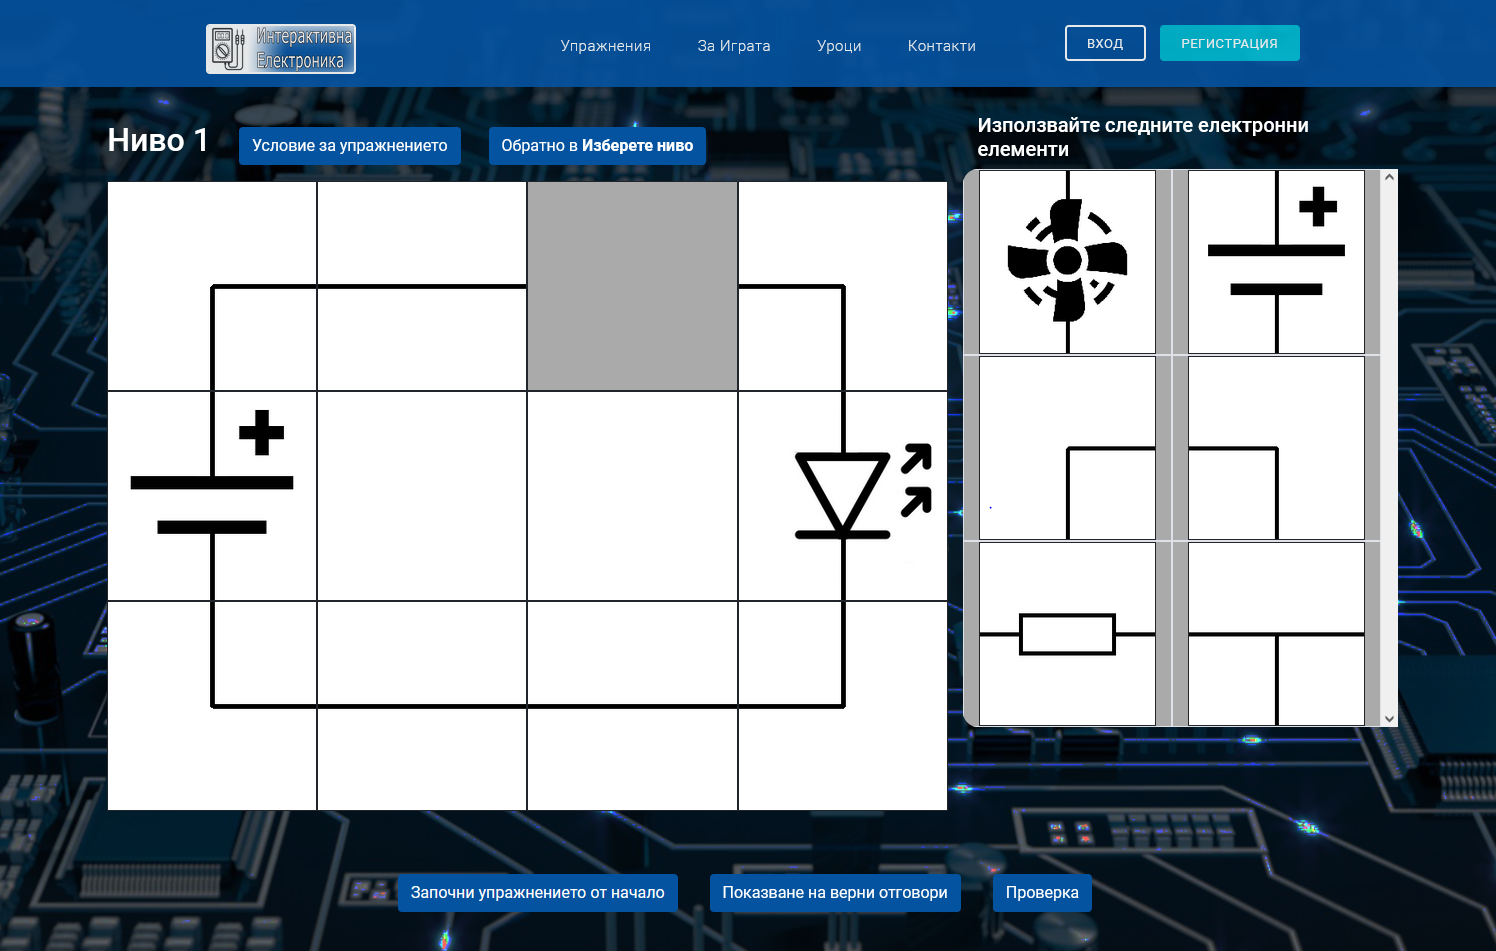 Интерактивна
Електроника
Упражнения
За Играта
Уроци
Контакти
ВХОД
РЕГИСТРАЦИЯ
Ниво 1
Условие за упражнението
Обратно в Изберете ниво
Използвайте следните електронни
елементи
Започни упражнението от начало
Показване на верни отговори
Проверка